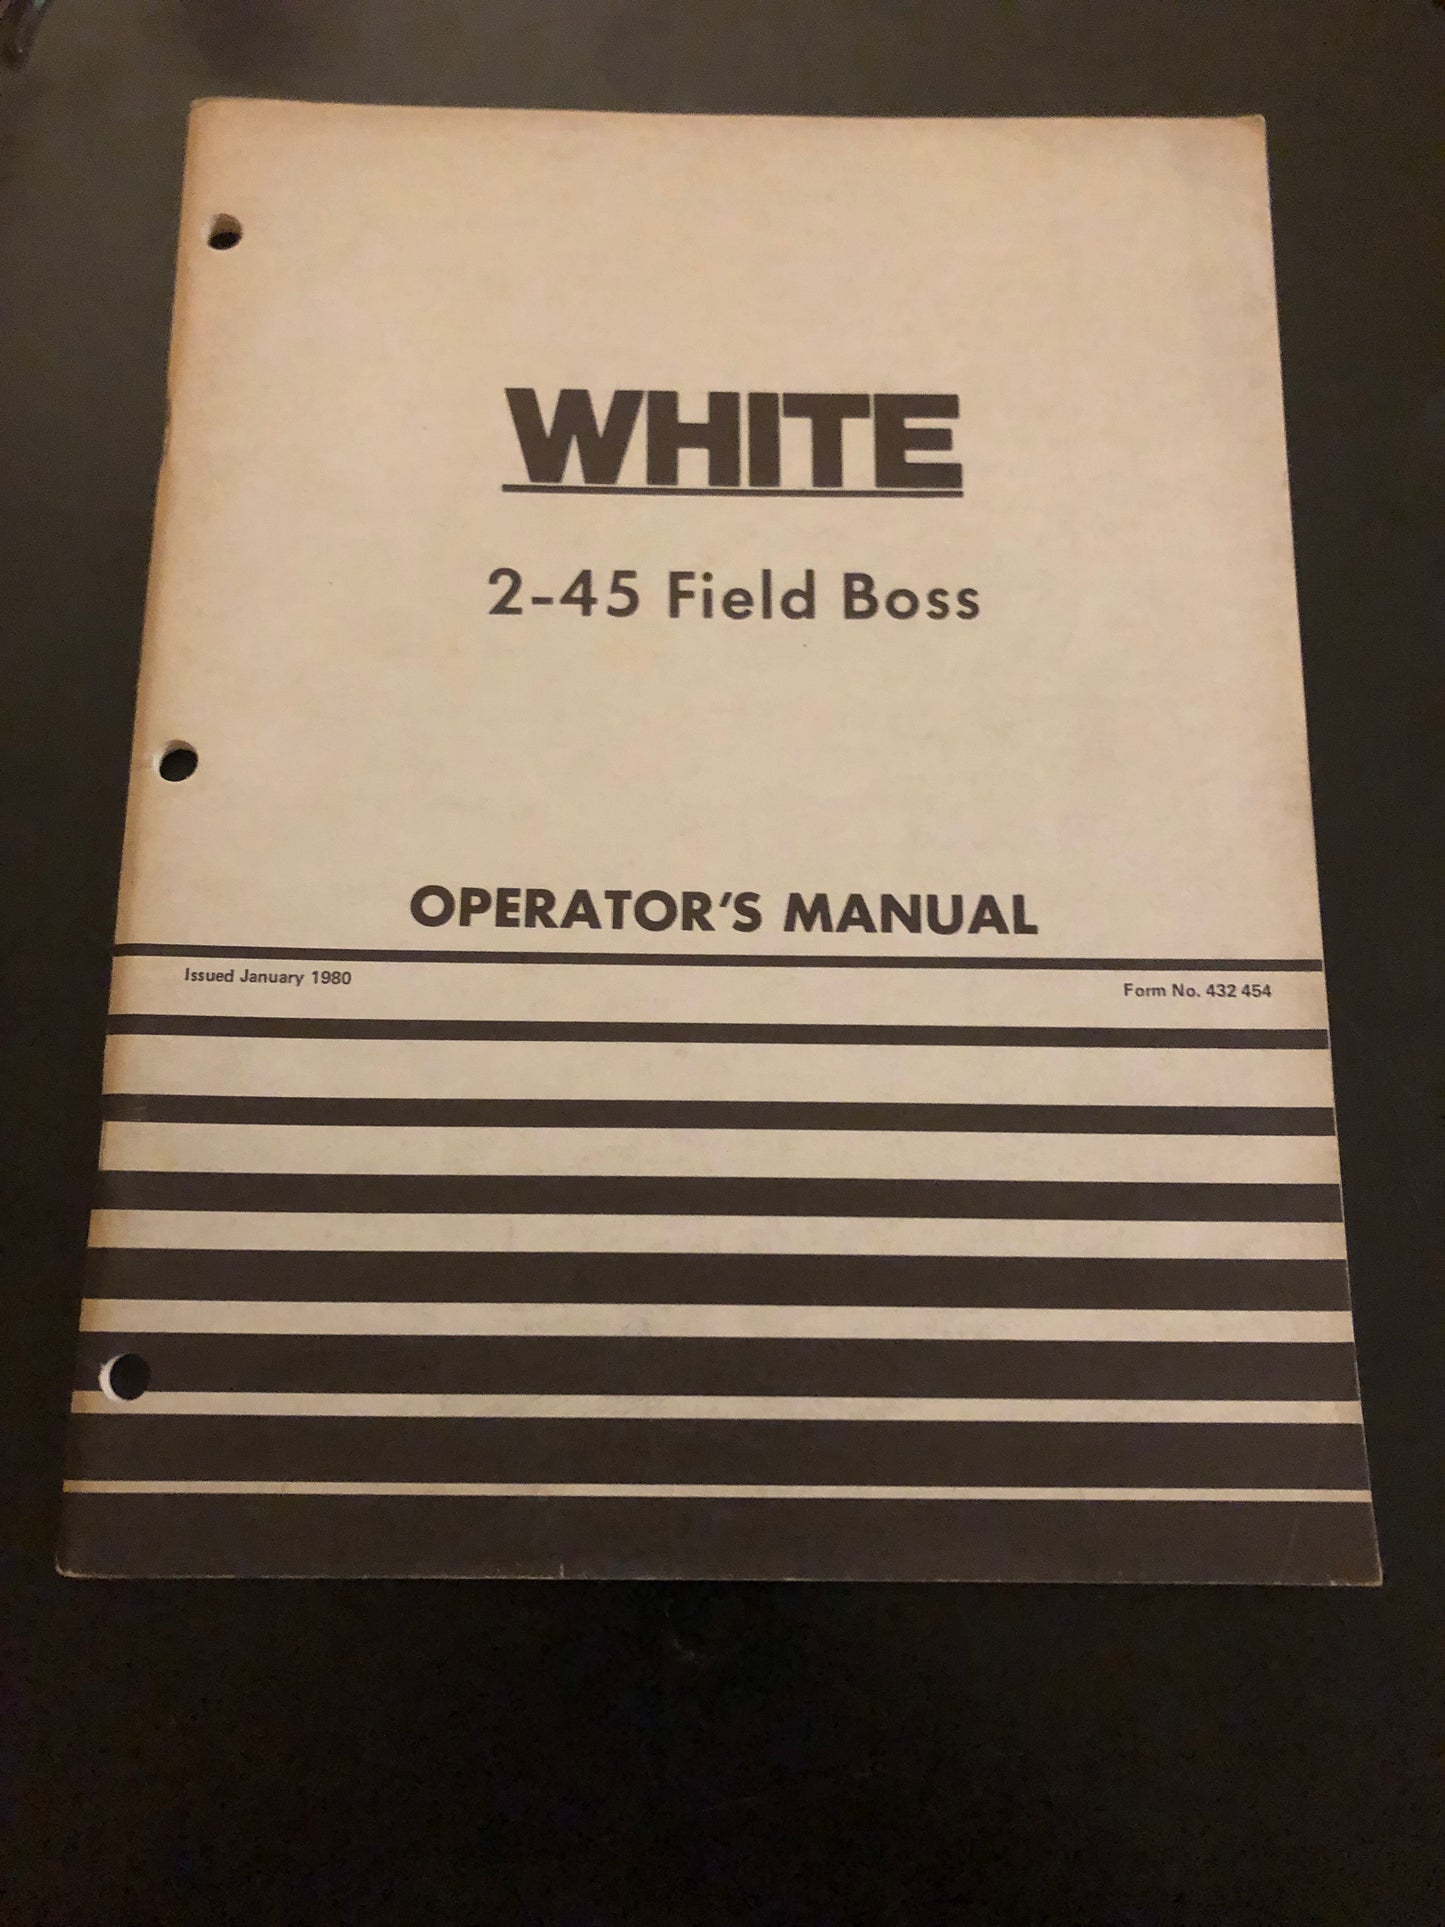 WHITE
2-45 Field Boss
OPERATOR'S MANUAL
Issued January 1980
Form No. 432 454